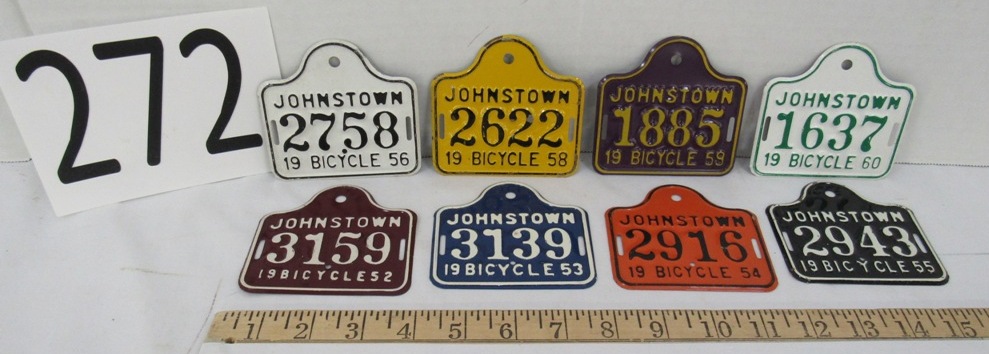 272
JOHNSTOWN
2758
19 BICYCLE 56
JOHNSTOWN
2622
19 BICYCLE 58
JOHNSTOWN
1885
19 BICYCLE 59
JOHNSTOWN
1637
19 BICYCLE 60
JOHNSTOWN
3159
19 BICYCLE 52
JOHNSTOWN
3139
19 BICYCLE 53
JOHNSTOWN
2916
19 BICYCLE 54
JOHNSTOWN
2943
19 BICYCLE 55
1 2 3 4 5 6 7 8 9 10 11 12 13 14 15